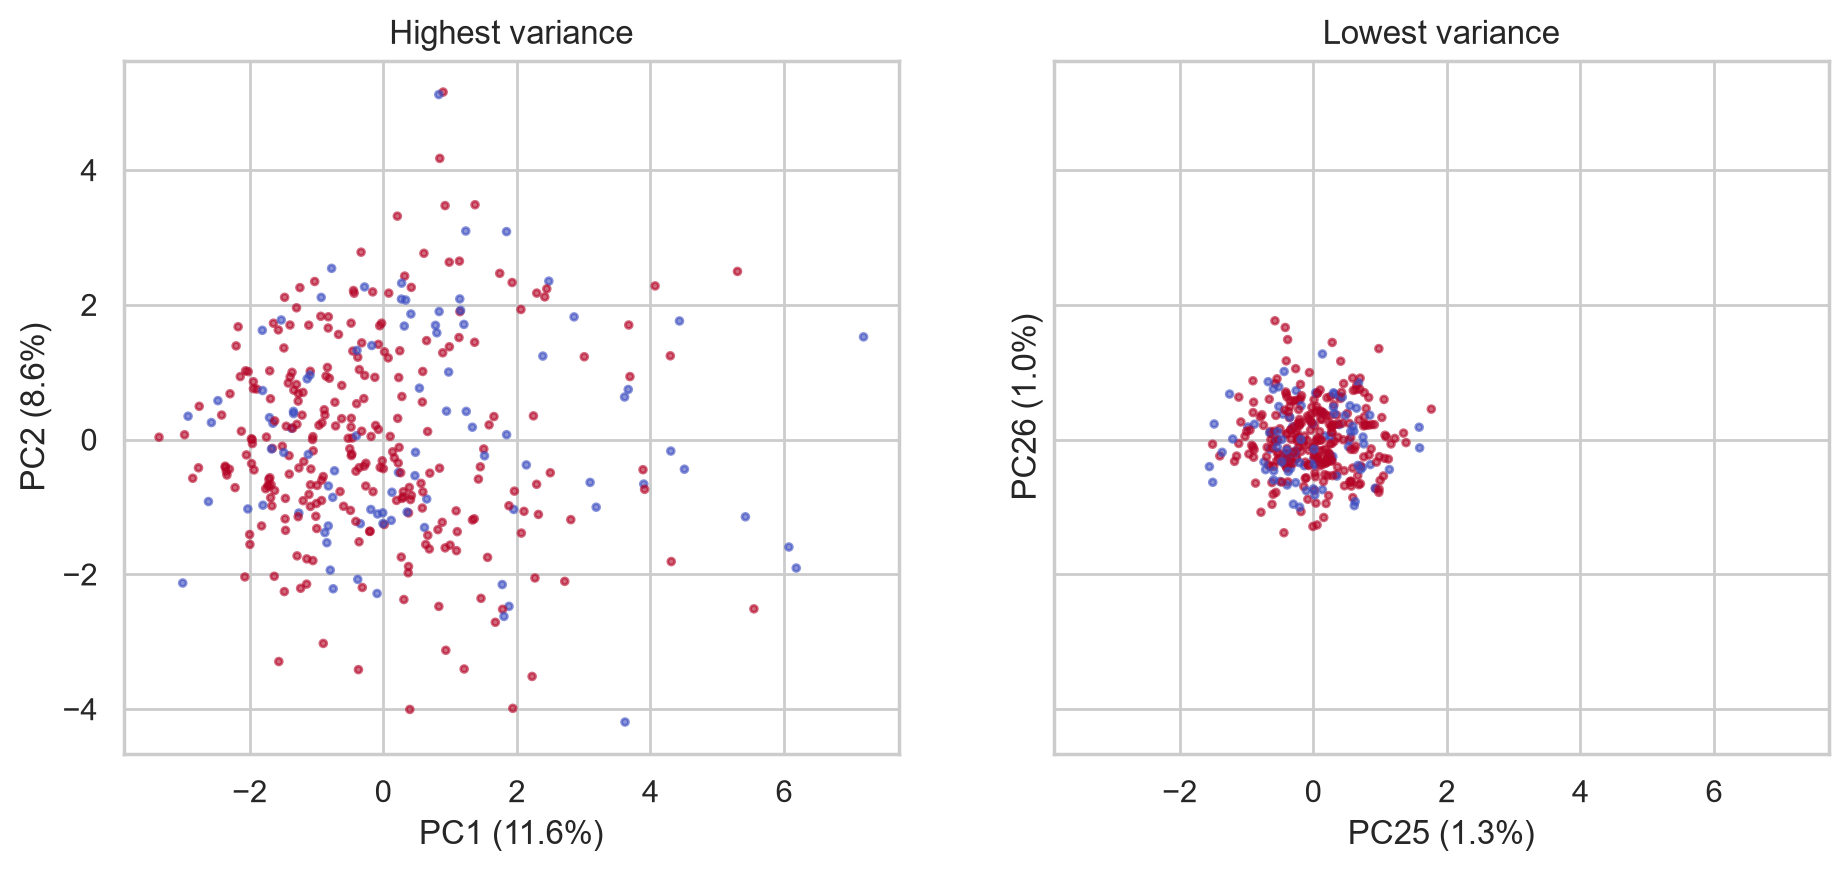 Highest variance
4
2
0
−2
−4
PC2 (8.6%)
−2 0 2 4 6
PC1 (11.6%)
Lowest variance
PC26 (1.0%)
−2 0 2 4 6
PC25 (1.3%)